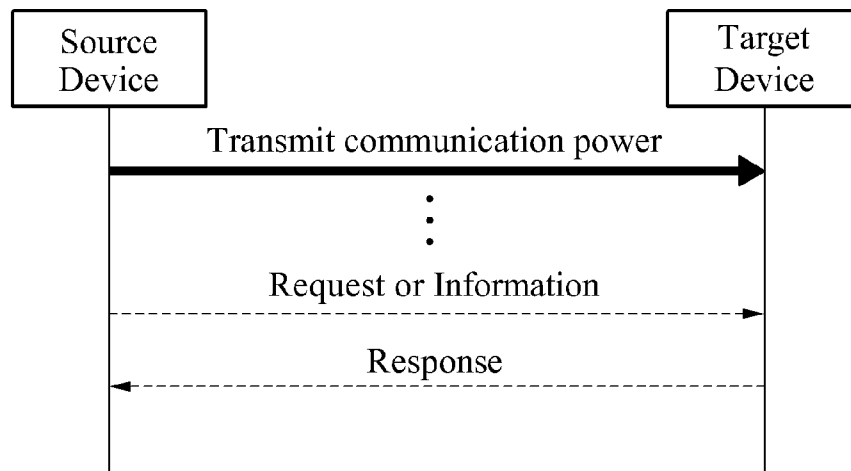 Source
Device
Target
Device
Transmit communication power
Request or Information
Response